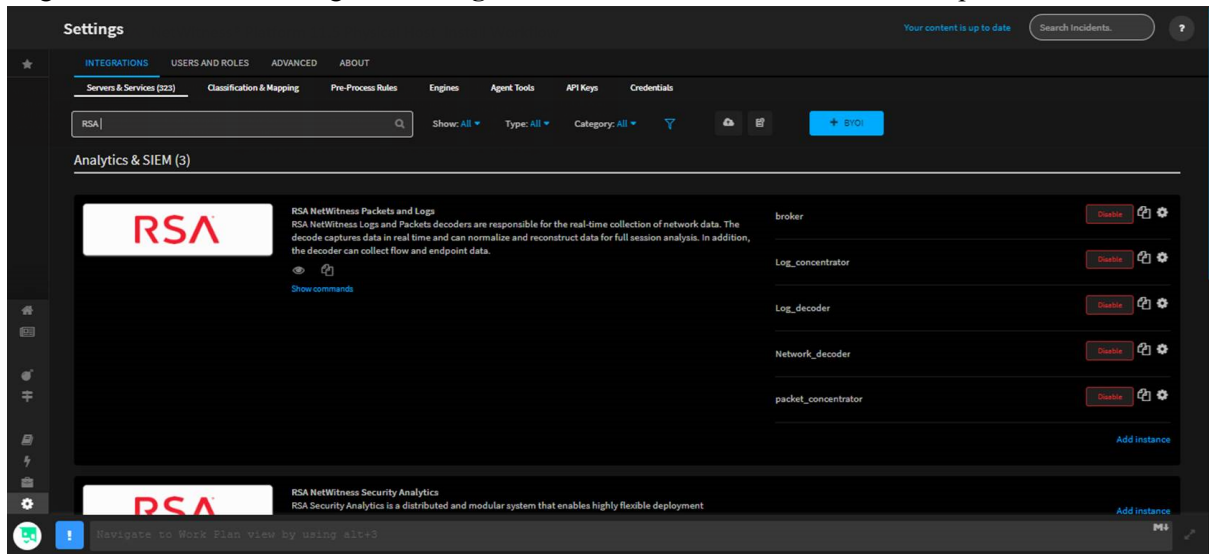 Settings
Your content is up to date
Search Incidents.
?
INTEGRATIONS USERS AND ROLES ADVANCED ABOUT
Servers & Services (323) Classification & Mapping Pre-Process Rules Engines Agent Tools API Keys Credentials
RSA
Show: All Type: All Category: All
+ BYOI
Analytics & SIEM (3)
RSA
RSA NetWitness Packets and Logs
RSA NetWitness Logs and Packets decoders are responsible for the real-time collection of network data. The
decode captures data in real time and can normalize and reconstruct data for full session analysis. In addition,
the decoder can collect flow and endpoint data.
Show commands
broker Disable
Log_concentrator Disable
Log_decoder Disable
Network_decoder Disable
packet_concentrator Disable
Add instance
RSA
RSA NetWitness Security Analytics
RSA Security Analytics is a distributed and modular system that enables highly flexible deployment
Add instance
! Navigate to Work Plan view by using alt+3
M↓